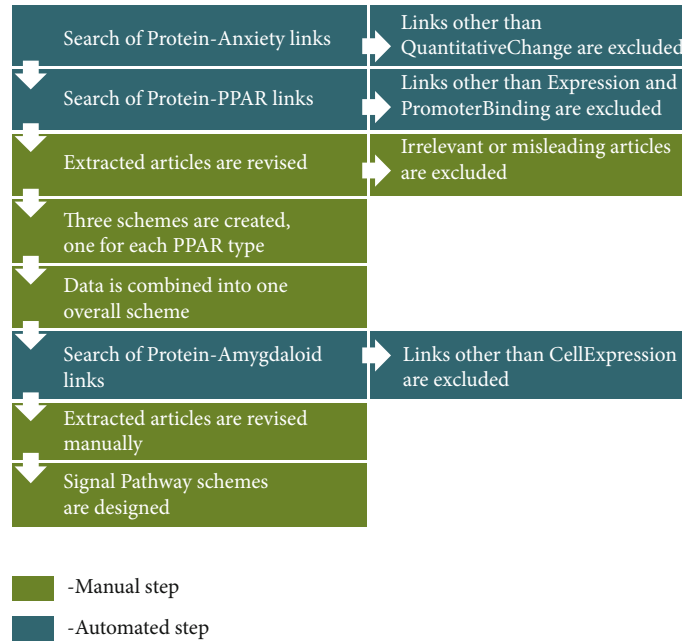 Search of Protein-Anxiety links
Links other than
QuantitativeChange are excluded
Search of Protein-PPAR links
Links other than Expression and
PromoterBinding are excluded
Extracted articles are revised
Irrelevant or misleading articles
are excluded
Three schemes are created,
one for each PPAR type
Data is combined into one
overall scheme
Search of Protein-Amygdaloid
links
Links other than CellExpression
are excluded
Extracted articles are revised
manually
Signal Pathway schemes
are designed
-Manual step
-Automated step